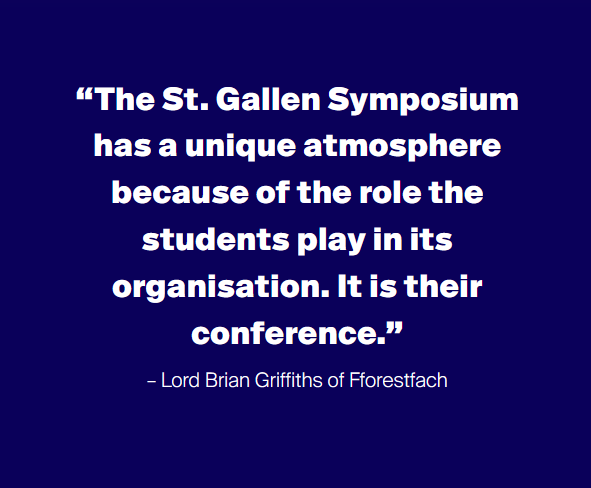 “The St. Gallen Symposium
has a unique atmosphere
because of the role the
students play in its
organisation. It is their
conference.”
– Lord Brian Griffiths of Fforestfach